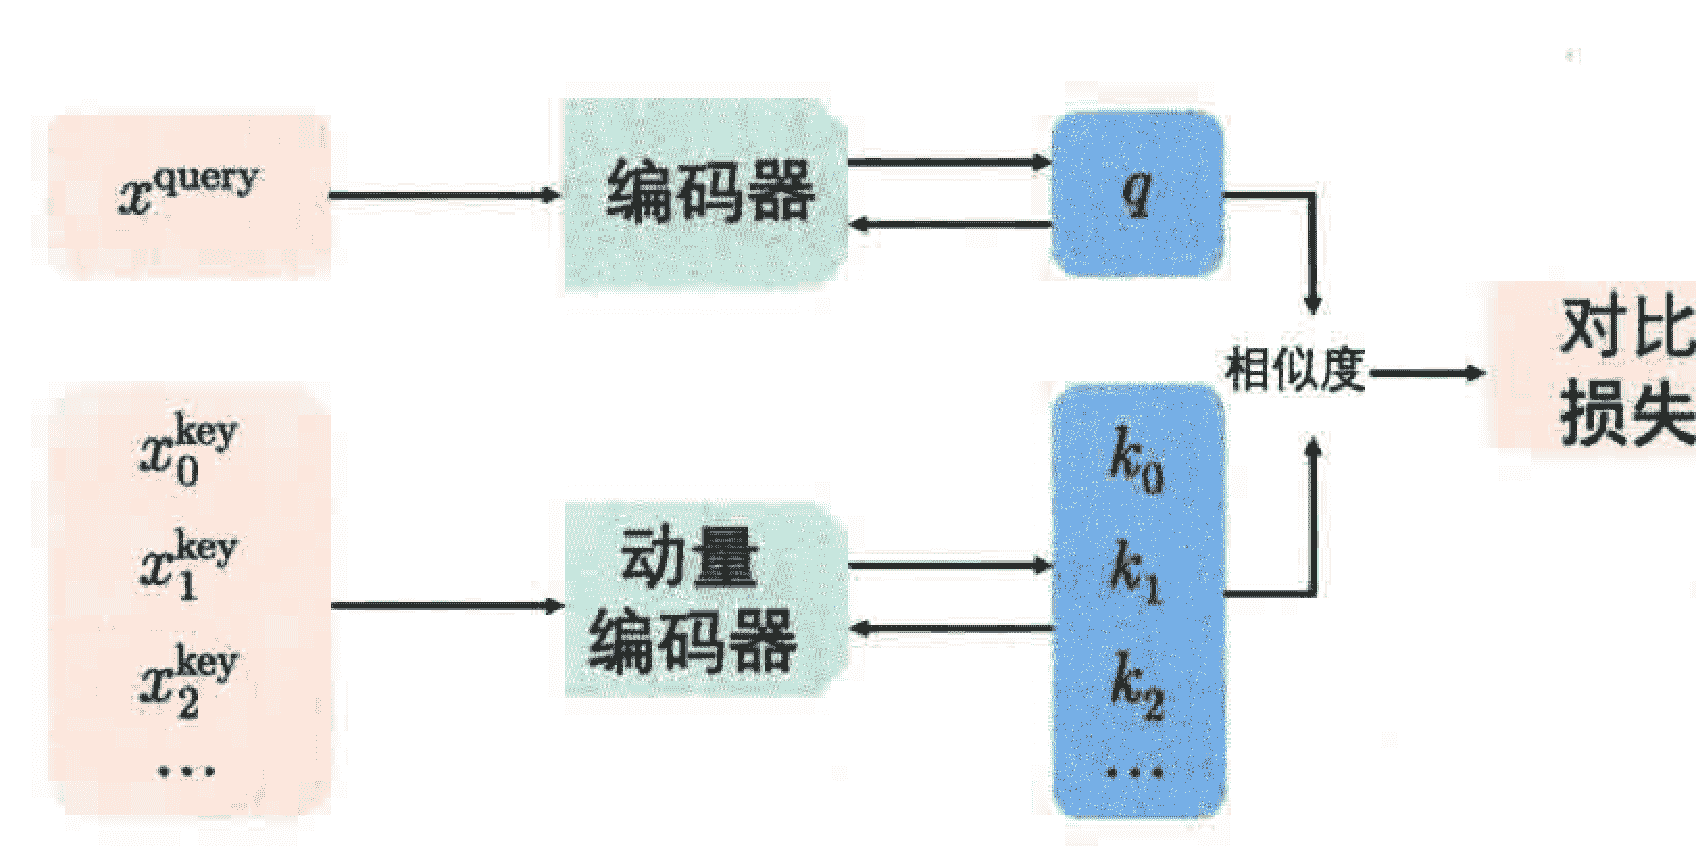 x^query
编码器
q
相似度
对比
损失
x_0^key
x_1^key
x_2^key
...
动量
编码器
k_0
k_1
k_2
...